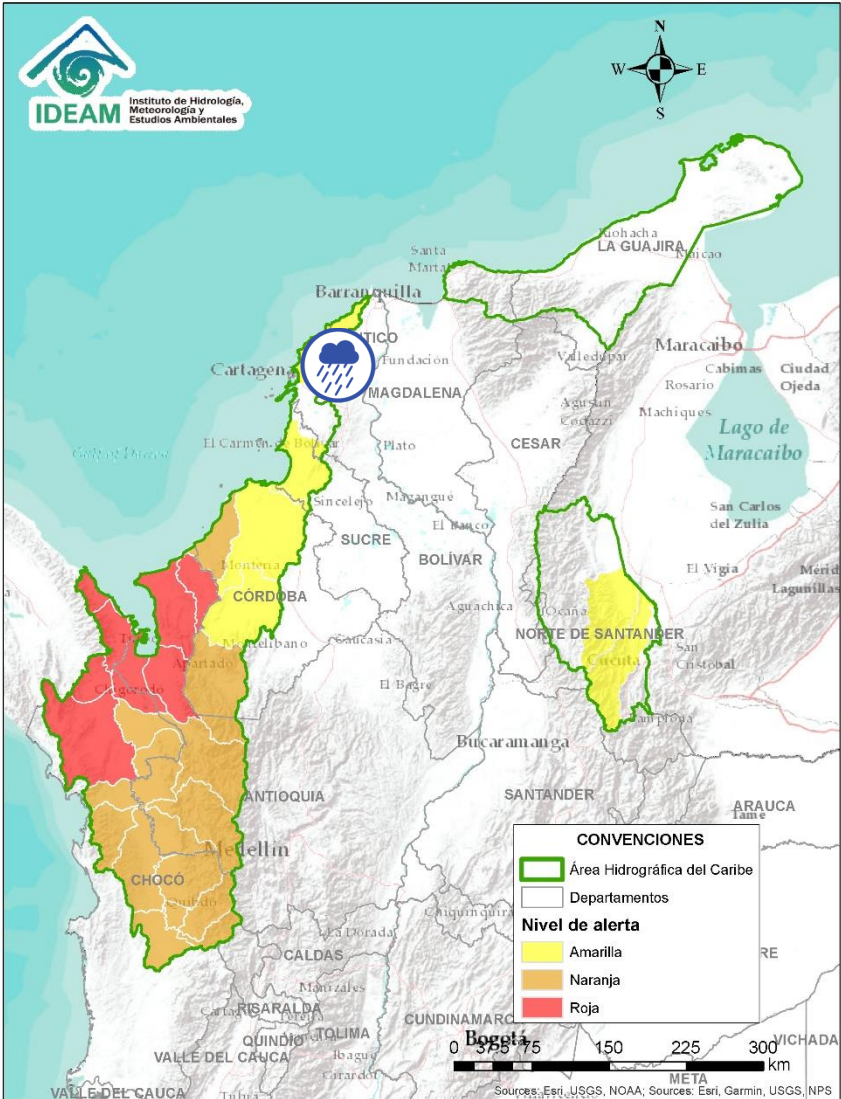 IDEAM
Instituto de Hidrología,
Meteorología y
Estudios Ambientales
N
W
E
S
Riohacha
LA GUAJIRA
Maicao
Santa
Marta
Barranquilla
Fundación
Cartagena
Valledupar
Maracaibo
Cabimas
Ciudad
Ojeda
Rosario
Machiques
MAGDALENA
Agustín
Codazzi
Lago de
Maracaibo
El Carmen de Bolívar
Plato
CESAR
Sincelejo
Magangué
San Carlos
del Zulia
El Banco
SUCRE
BOLÍVAR
El Vigía
Mérid
Lagunillas
Montería
CÓRDOBA
Aguachica
Ocaña
NORTE DE SANTANDER
Montelíbano
Caucasia
Cúcuta
San
Cristóbal
Apartadó
El Bagre
Chigorodó
Pamplona
Bucaramanga
ANTIOQUIA
SANTANDER
ARAUCA
Tame
Medellín
CHOCÓ
Quibdó
Chiquinquirá
La Dorada
CALDAS
Manizales
RISARALDA
Pereira
QUINDÍO
TOLIMA
CUNDINAMARC
Bogotá
VALLE DEL CAUCA
Ibagué
Girardot
VICHADA
META
VALLE DEL CAUCA
Tuluá
CONVENCIONES
Área Hidrográfica del Caribe
Departamentos
Nivel de alerta
Amarilla
Naranja
Roja
0 37,5 75 150 225 300
km
Sources: Esri, USGS, NOAA; Sources: Esri, Garmin, USGS, NPS